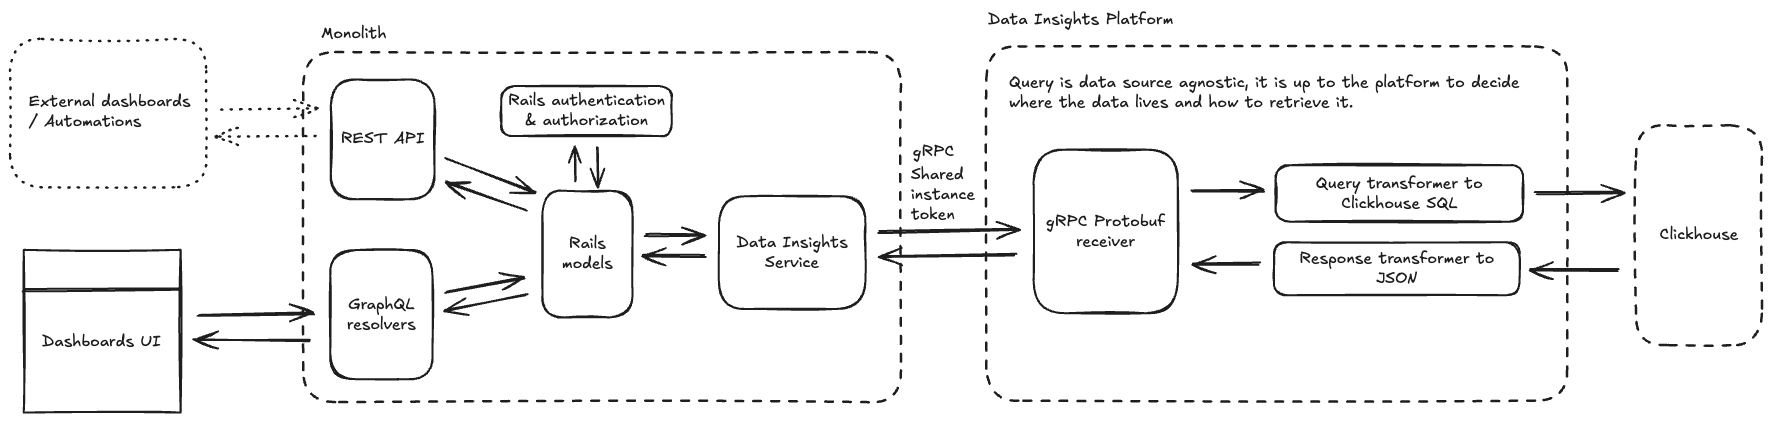 Data Insights Platform
Monolith
Query is data source agnostic, it is up to the platform to decide
where the data lives and how to retrieve it.
External dashboards
/ Automations
REST API
Rails authentication
& authorization
gRPC
Shared
instance
token
Query transformer to
Clickhouse SQL
gRPC Protobuf
receiver
Clickhouse
Rails
models
Data Insights
Service
Response transformer to
JSON
GraphQL
resolvers
Dashboards UI